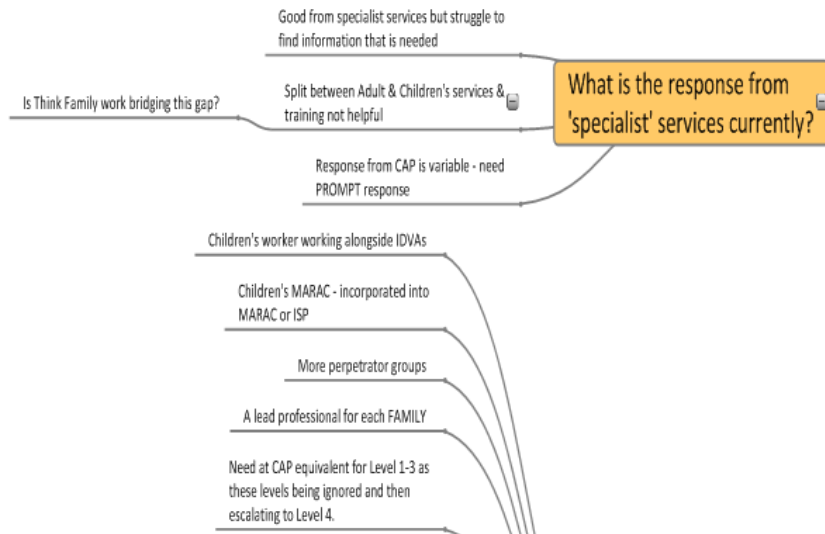 Good from specialist services but struggle to
find information that is needed
What is the response from
'specialist' services currently?
Split between Adult & Children's services &
training not helpful
Is Think Family work bridging this gap?
Response from CAP is variable - need
PROMPT response
Children's worker working alongside IDVAs
Children's MARAC - incorporated into
MARAC or ISP
More perpetrator groups
A lead professional for each FAMILY
Need at CAP equivalent for Level 1-3 as
these levels being ignored and then
escalating to Level 4.